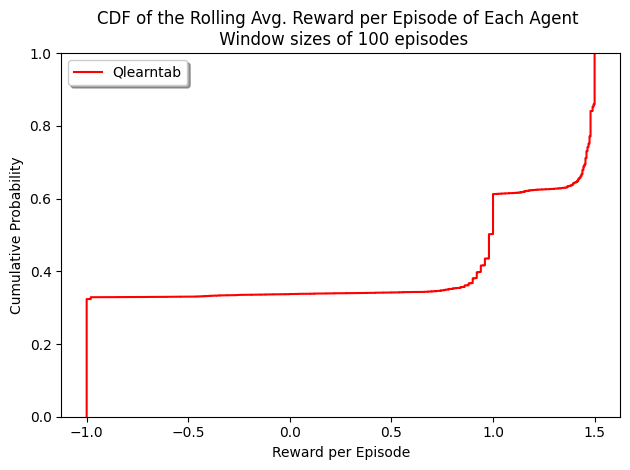 CDF of the Rolling Avg. Reward per Episode of Each Agent
Window sizes of 100 episodes
Qlearntab
1.0
0.8
0.6
0.4
0.2
0.0
Cumulative Probability
−1.0 −0.5 0.0 0.5 1.0 1.5
Reward per Episode